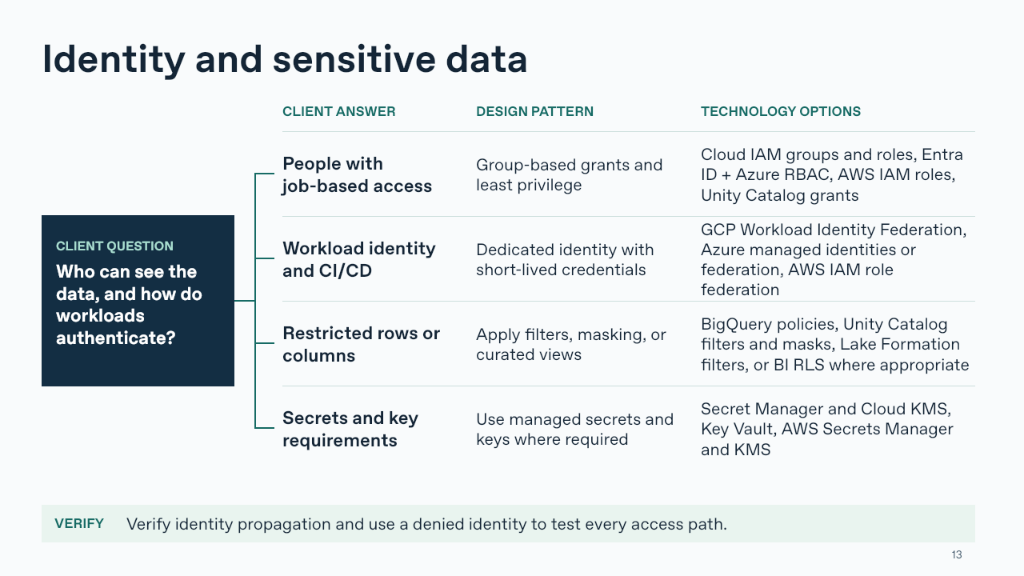 Identity and sensitive data
CLIENT ANSWER
DESIGN PATTERN
TECHNOLOGY OPTIONS
CLIENT QUESTION
Who can see the
data, and how do
workloads
authenticate?
People with
job-based access
Group-based grants and
least privilege
Cloud IAM groups and roles, Entra
ID + Azure RBAC, AWS IAM roles,
Unity Catalog grants
Workload identity
and CI/CD
Dedicated identity with
short-lived credentials
GCP Workload Identity Federation,
Azure managed identities or
federation, AWS IAM role
federation
Restricted rows or
columns
Apply filters, masking, or
curated views
BigQuery policies, Unity Catalog
filters and masks, Lake Formation
filters, or BI RLS where appropriate
Secrets and key
requirements
Use managed secrets and
keys where required
Secret Manager and Cloud KMS,
Key Vault, AWS Secrets Manager
and KMS
VERIFY
Verify identity propagation and use a denied identity to test every access path.
13